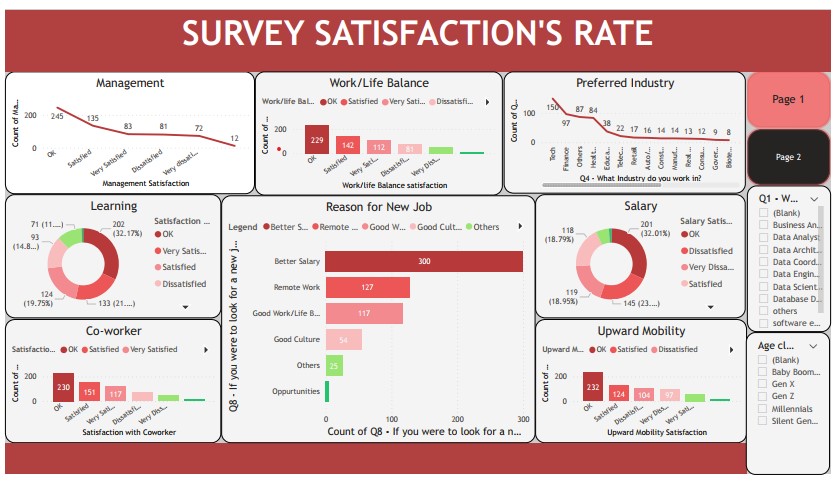 SURVEY SATISFACTION'S RATE
Management
Count of Ma...
200
0
245
135
83
81
72
12
OK
Satisfied
Very Satisfied
Dissatisfied
Very dissati...
Management Satisfaction
Work/Life Balance
Work/life Bal... OK Satisfied Very Sati... Dissatisfi...
Count of ...
200
0
229
142
112
81
OK
Satisfied
Very Sati...
Dissatisfi...
Very Diss...
Work/life Balance satisfaction
Preferred Industry
Count of Q...
100
0
150
97
87
84
38
22
17
16
14
14
13
12
9
8
Tech
Finance
Others
Healt...
Educa...
Telec...
Retail
Auto/...
Const...
Manuf...
Real ...
Consu...
Gover...
Biote...
Q4 - What Industry do you work in?
Page 1
Page 2
Learning
71 (11....)
93
(14.8...)
124
(19.75%)
133 (21....)
202
(32.17%)
Satisfaction ...
OK
Very Satis...
Satisfied
Dissatisfied
Reason for New Job
Legend Better S... Remote ... Good W... Good Cult... Others
Q8 - If you were to look for a new j...
Better Salary
Remote Work
Good Work/Life B...
Good Culture
Others
Oppurtunities
300
127
117
54
25
0
100
200
300
Count of Q8 - If you were to look for a n...
Salary
118
(18.79%)
119
(18.95%)
145 (23....)
201
(32.01%)
Salary Satis...
OK
Dissatisfied
Very Dissa...
Satisfied
Q1 - W...
(Blank)
Business An...
Data Analyst
Data Archit...
Data Coord...
Data Engin...
Data Scient...
Database D...
others
software e...
Co-worker
Satisfactio... OK Satisfied Very Satisfied
Count of ...
200
0
230
151
117
OK
Satisfied
Very Sati...
Dissatisfi...
Very Diss...
Satisfaction with Coworker
Upward Mobility
Upward M... OK Satisfied Dissatisfied
Count of ...
200
0
232
124
104
97
OK
Satisfied
Dissatisfi...
Very Diss...
Very Sati...
Upward Mobility Satisfaction
Age cl...
(Blank)
Baby Boom...
Gen X
Gen Z
Millennials
Silent Gen...